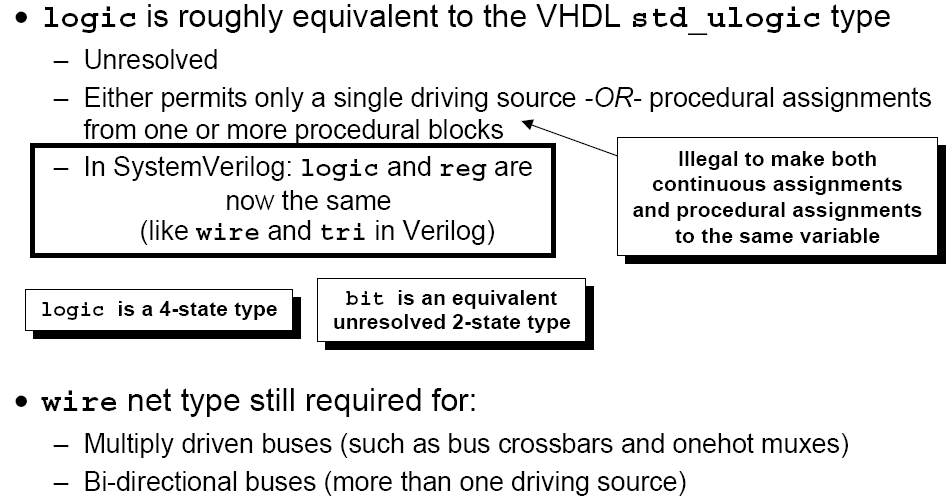 • logic is roughly equivalent to the VHDL std_ulogic type
– Unresolved
– Either permits only a single driving source -OR- procedural assignments
from one or more procedural blocks
– In SystemVerilog: logic and reg are
now the same
(like wire and tri in Verilog)
Illegal to make both
continuous assignments
and procedural assignments
to the same variable
logic is a 4-state type
bit is an equivalent
unresolved 2-state type
• wire net type still required for:
– Multiply driven buses (such as bus crossbars and onehot muxes)
– Bi-directional buses (more than one driving source)